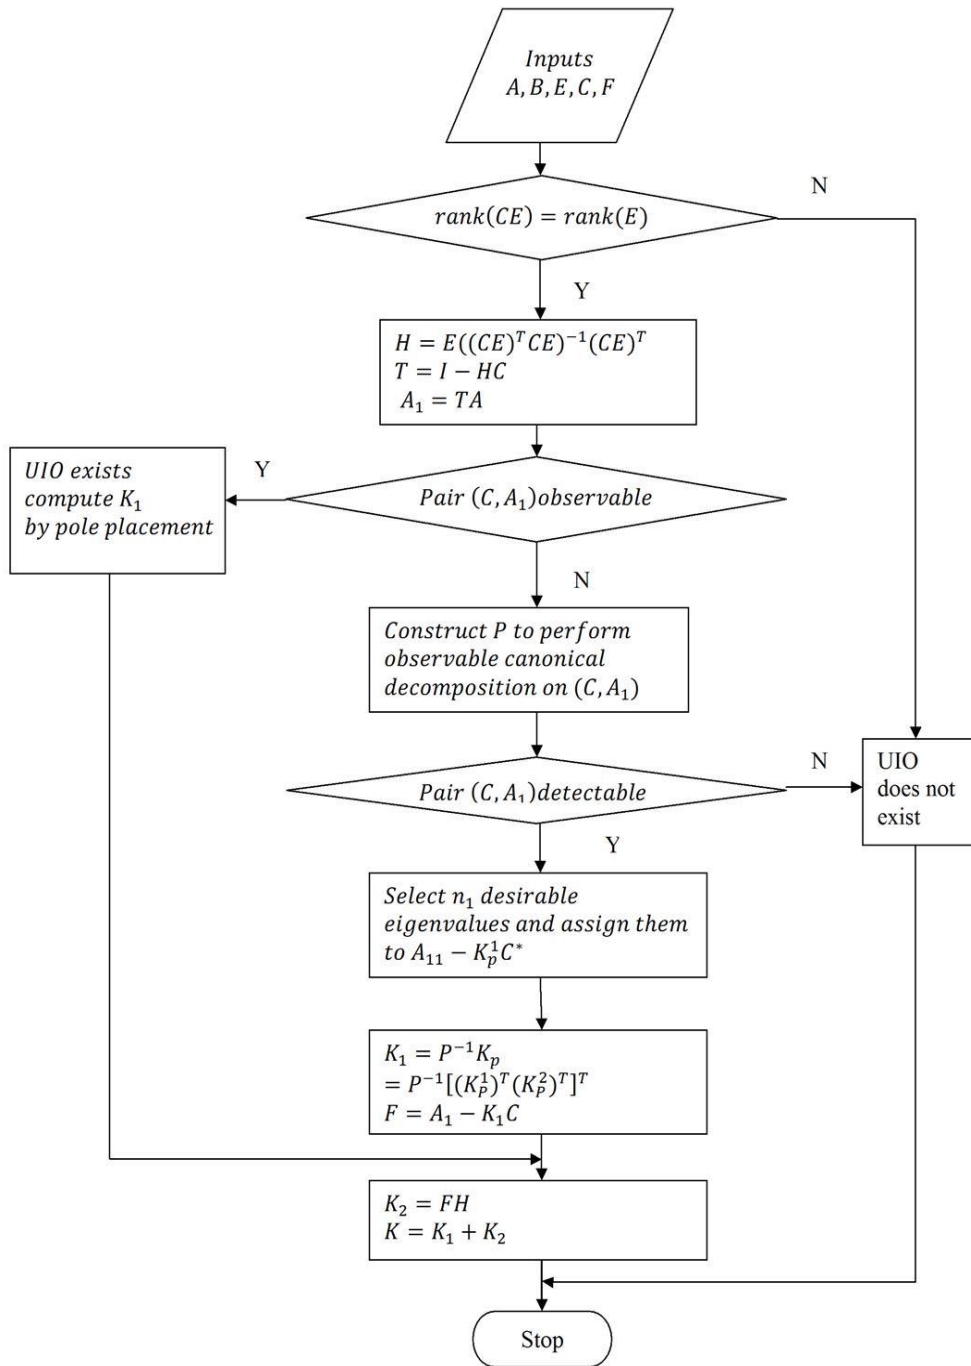 Inputs
A, B, E, C, F
N
rank(CE) = rank(E)
Y
H = E((CE)^T CE)^{-1}(CE)^T
T = I − HC
A_1 = TA
UIO exists
compute K_1
by pole placement
Y
Pair (C, A_1)observable
N
Construct P to perform
observable canonical
decomposition on (C, A_1)
UIO
does not
exist
N
Pair (C, A_1)detectable
Y
Select n_1 desirable
eigenvalues and assign them
to A_{11} − K_p^1 C^*
K_1 = P^{-1}K_p
= P^{-1}[(K_P^1)^T (K_P^2)^T]^T
F = A_1 − K_1C
K_2 = FH
K = K_1 + K_2
Stop